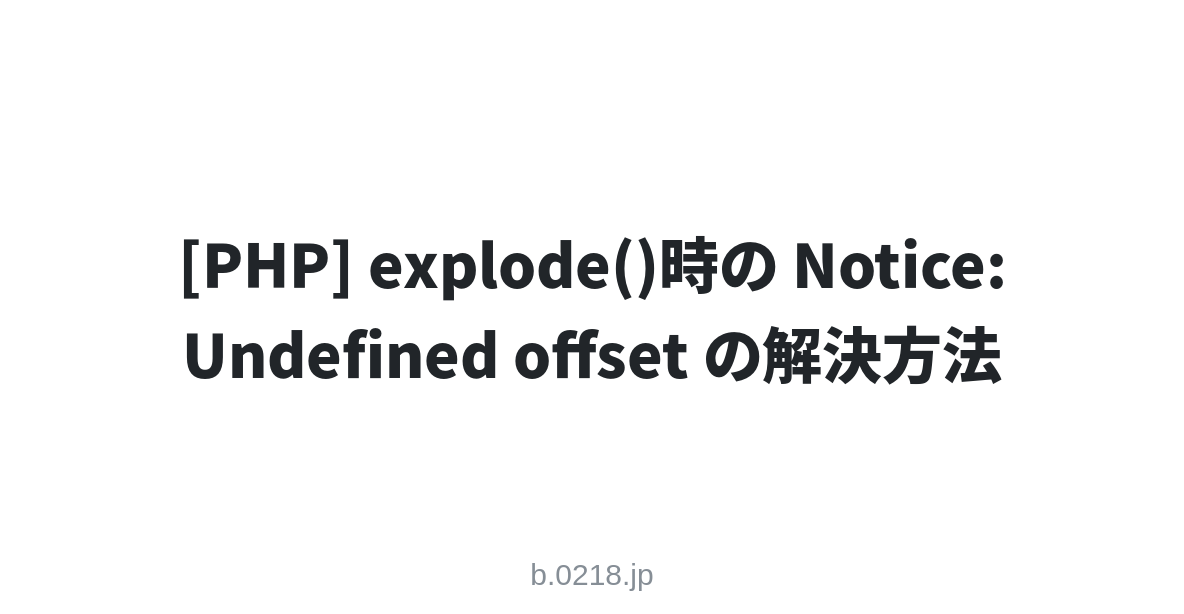 [PHP] explode()時の Notice:
Undefined offset の解決方法
b.0218.jp